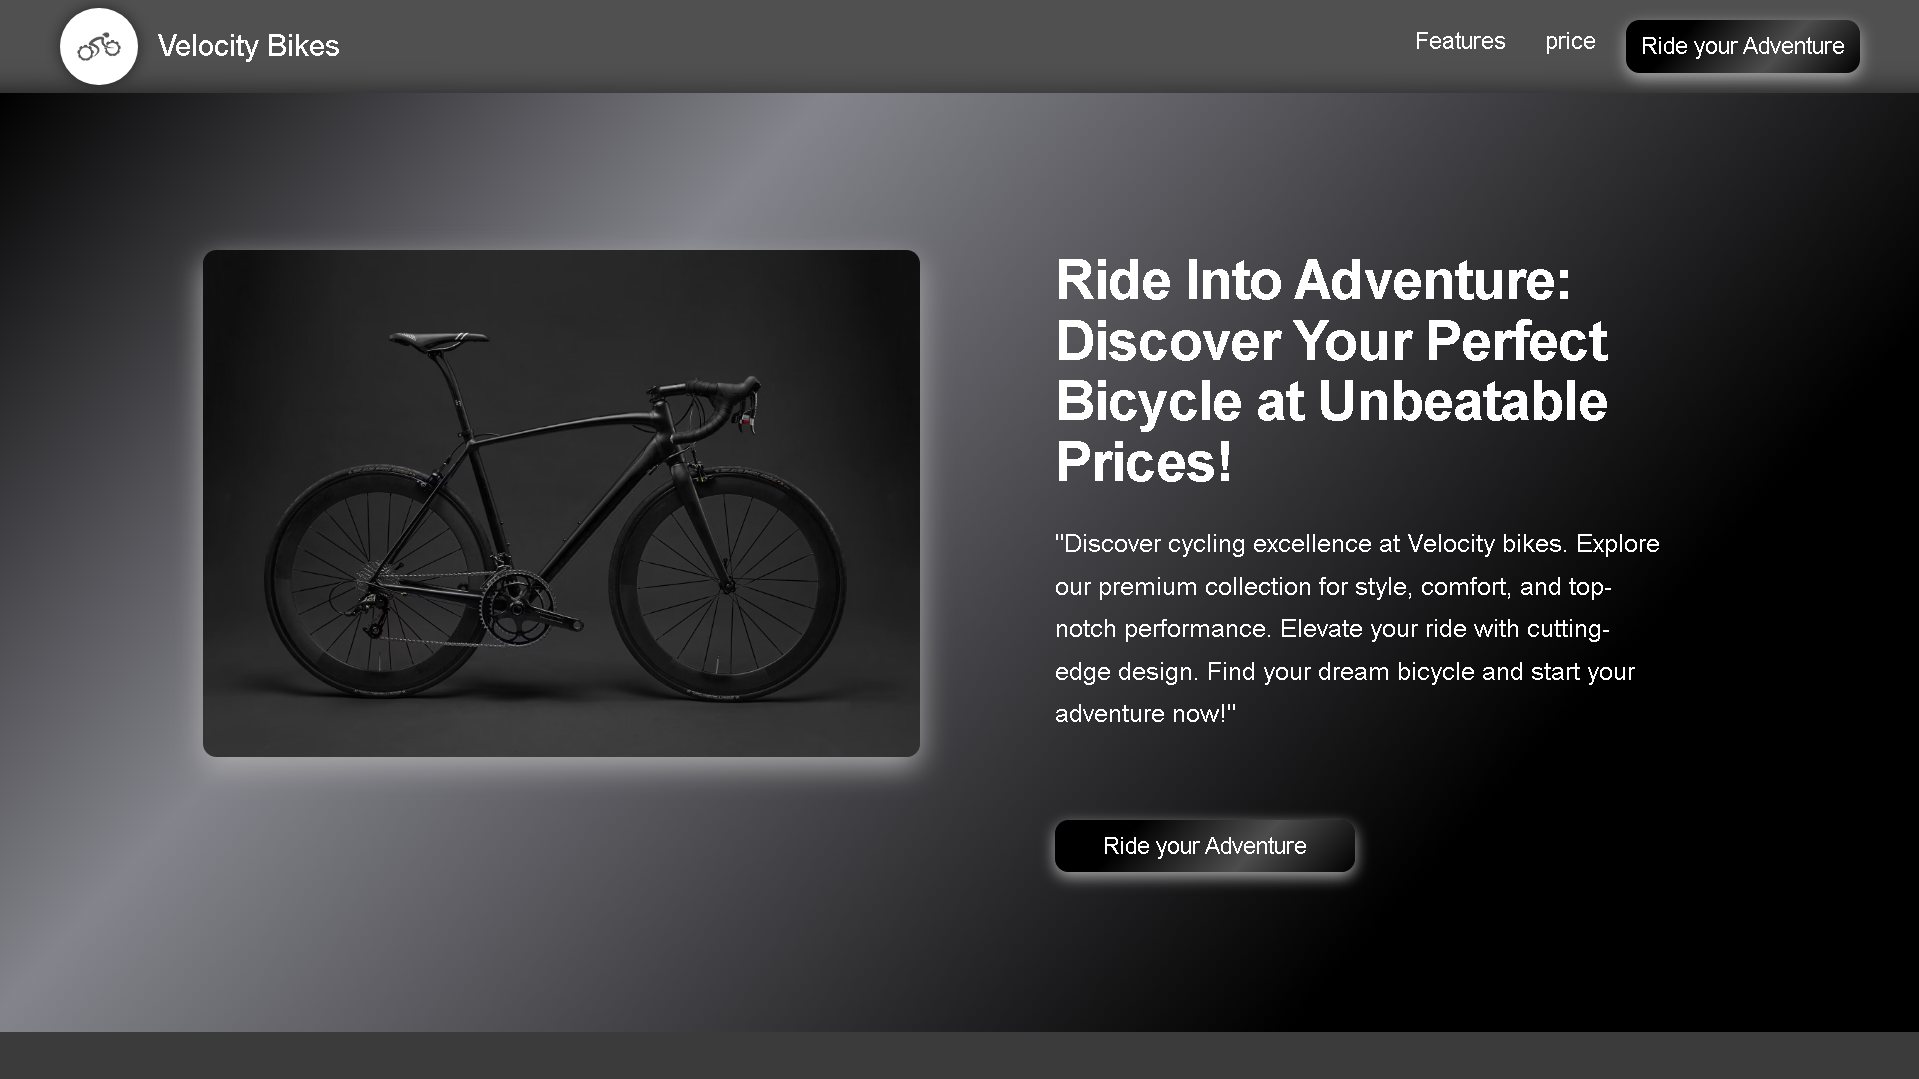 Velocity Bikes
Features
price
Ride your Adventure
Ride Into Adventure:
Discover Your Perfect
Bicycle at Unbeatable
Prices!
"Discover cycling excellence at Velocity bikes. Explore
our premium collection for style, comfort, and top-
notch performance. Elevate your ride with cutting-
edge design. Find your dream bicycle and start your
adventure now!"
Ride your Adventure